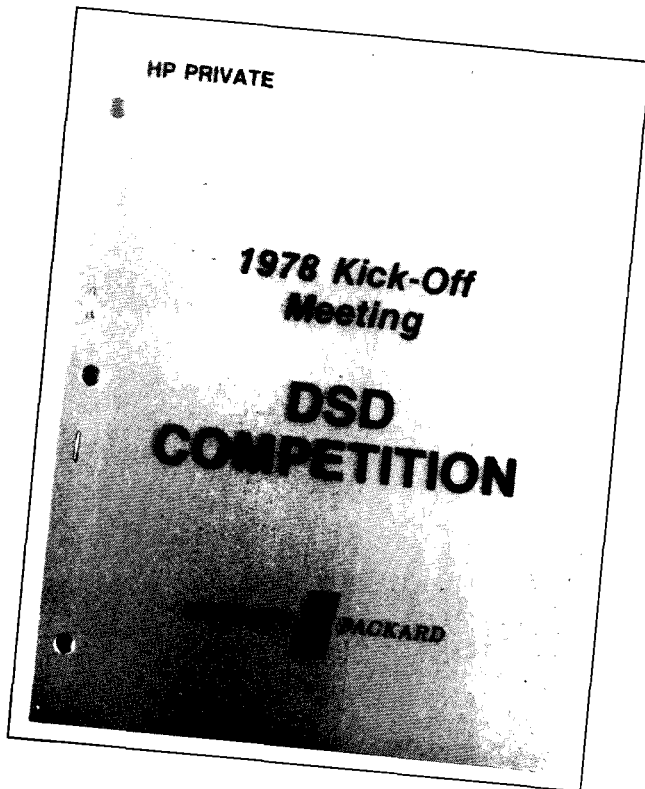 HP PRIVATE
1978 Kick-Off
Meeting
DSD
COMPETITION
PACKARD